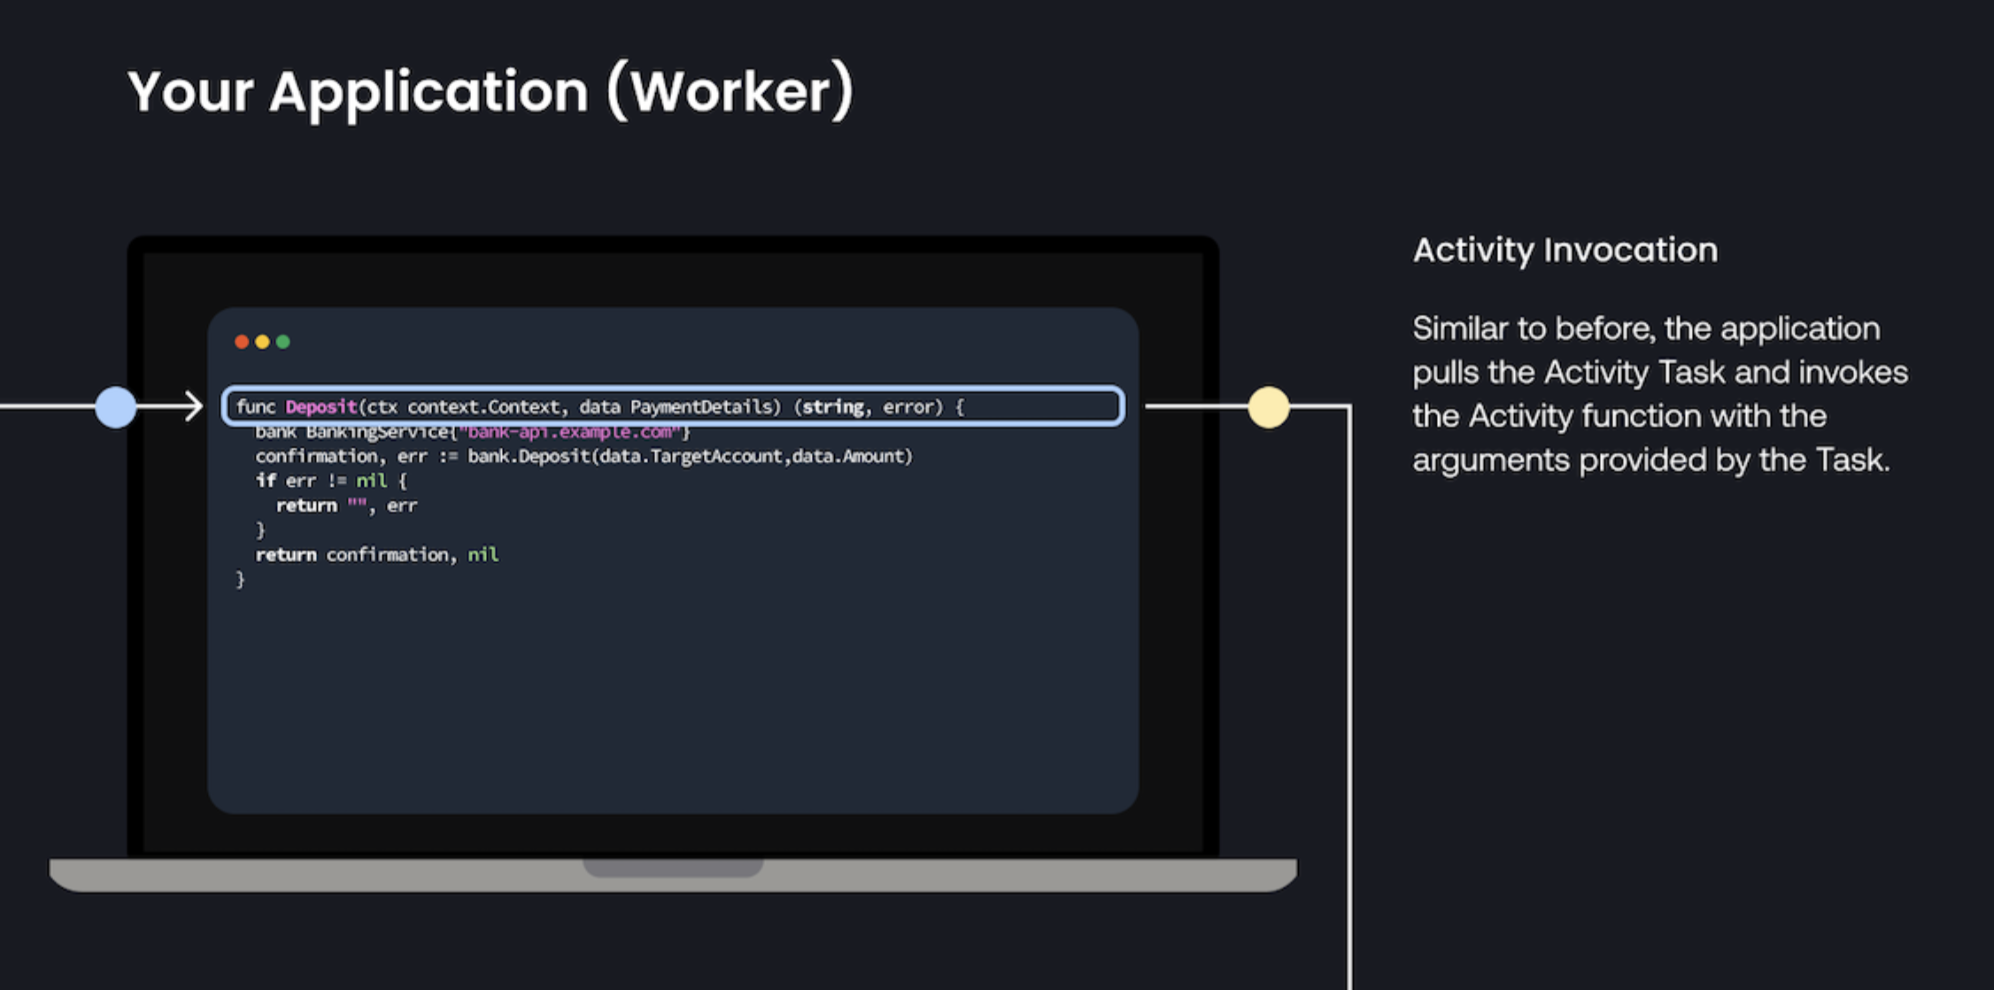 Your Application (Worker)
func Deposit(ctx context.Context, data PaymentDetails) (string, error) {
bank BankingService{"bank-api.example.com"}
confirmation, err := bank.Deposit(data.TargetAccount,data.Amount)
if err != nil {
return "", err
}
return confirmation, nil
}
Activity Invocation
Similar to before, the application
pulls the Activity Task and invokes
the Activity function with the
arguments provided by the Task.